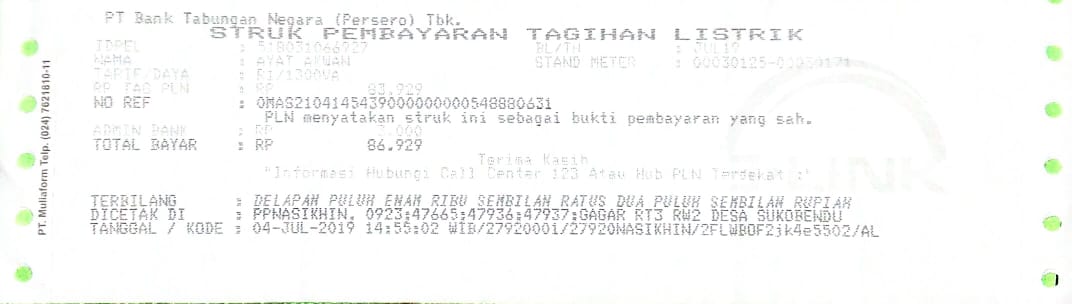 PT Bank Tabungan Negara (Persero) Tbk.
STRUK PEMBAYARAN TAGIHAN LISTRIK
IDPEL : 518031066927 BL/TH : JUL19
NAMA : AYAT AKWAN STAND METER : 00030125-00030171
TARIF/DAYA : R1/1300VA
RP TAG PLN : RP 83.929
NO REF : 0MAS21041454390000000000548880631
PLN menyatakan struk ini sebagai bukti pembayaran yang sah.
ADMIN BANK : RP 3.000
TOTAL BAYAR : RP 86.929
Terima Kasih
"Informasi Hubungi Call Center 123 Atau Hub PLN Terdekat :"
TERBILANG : DELAPAN PULUH ENAM RIBU SEMBILAN RATUS DUA PULUH SEMBILAN RUPIAH
DICETAK DI : PPNASIKHIN. 0923;47665;47936;47937;GAGAR RT3 RW2 DESA SUKOBENDU
TANGGAL / KODE : 04-JUL-2019 14:55:02 WIB/27920001/27920NASIKHIN/2FLWBOF2jk4e5502/AL
PT. Muliaform Telp. (024) 7621810-11